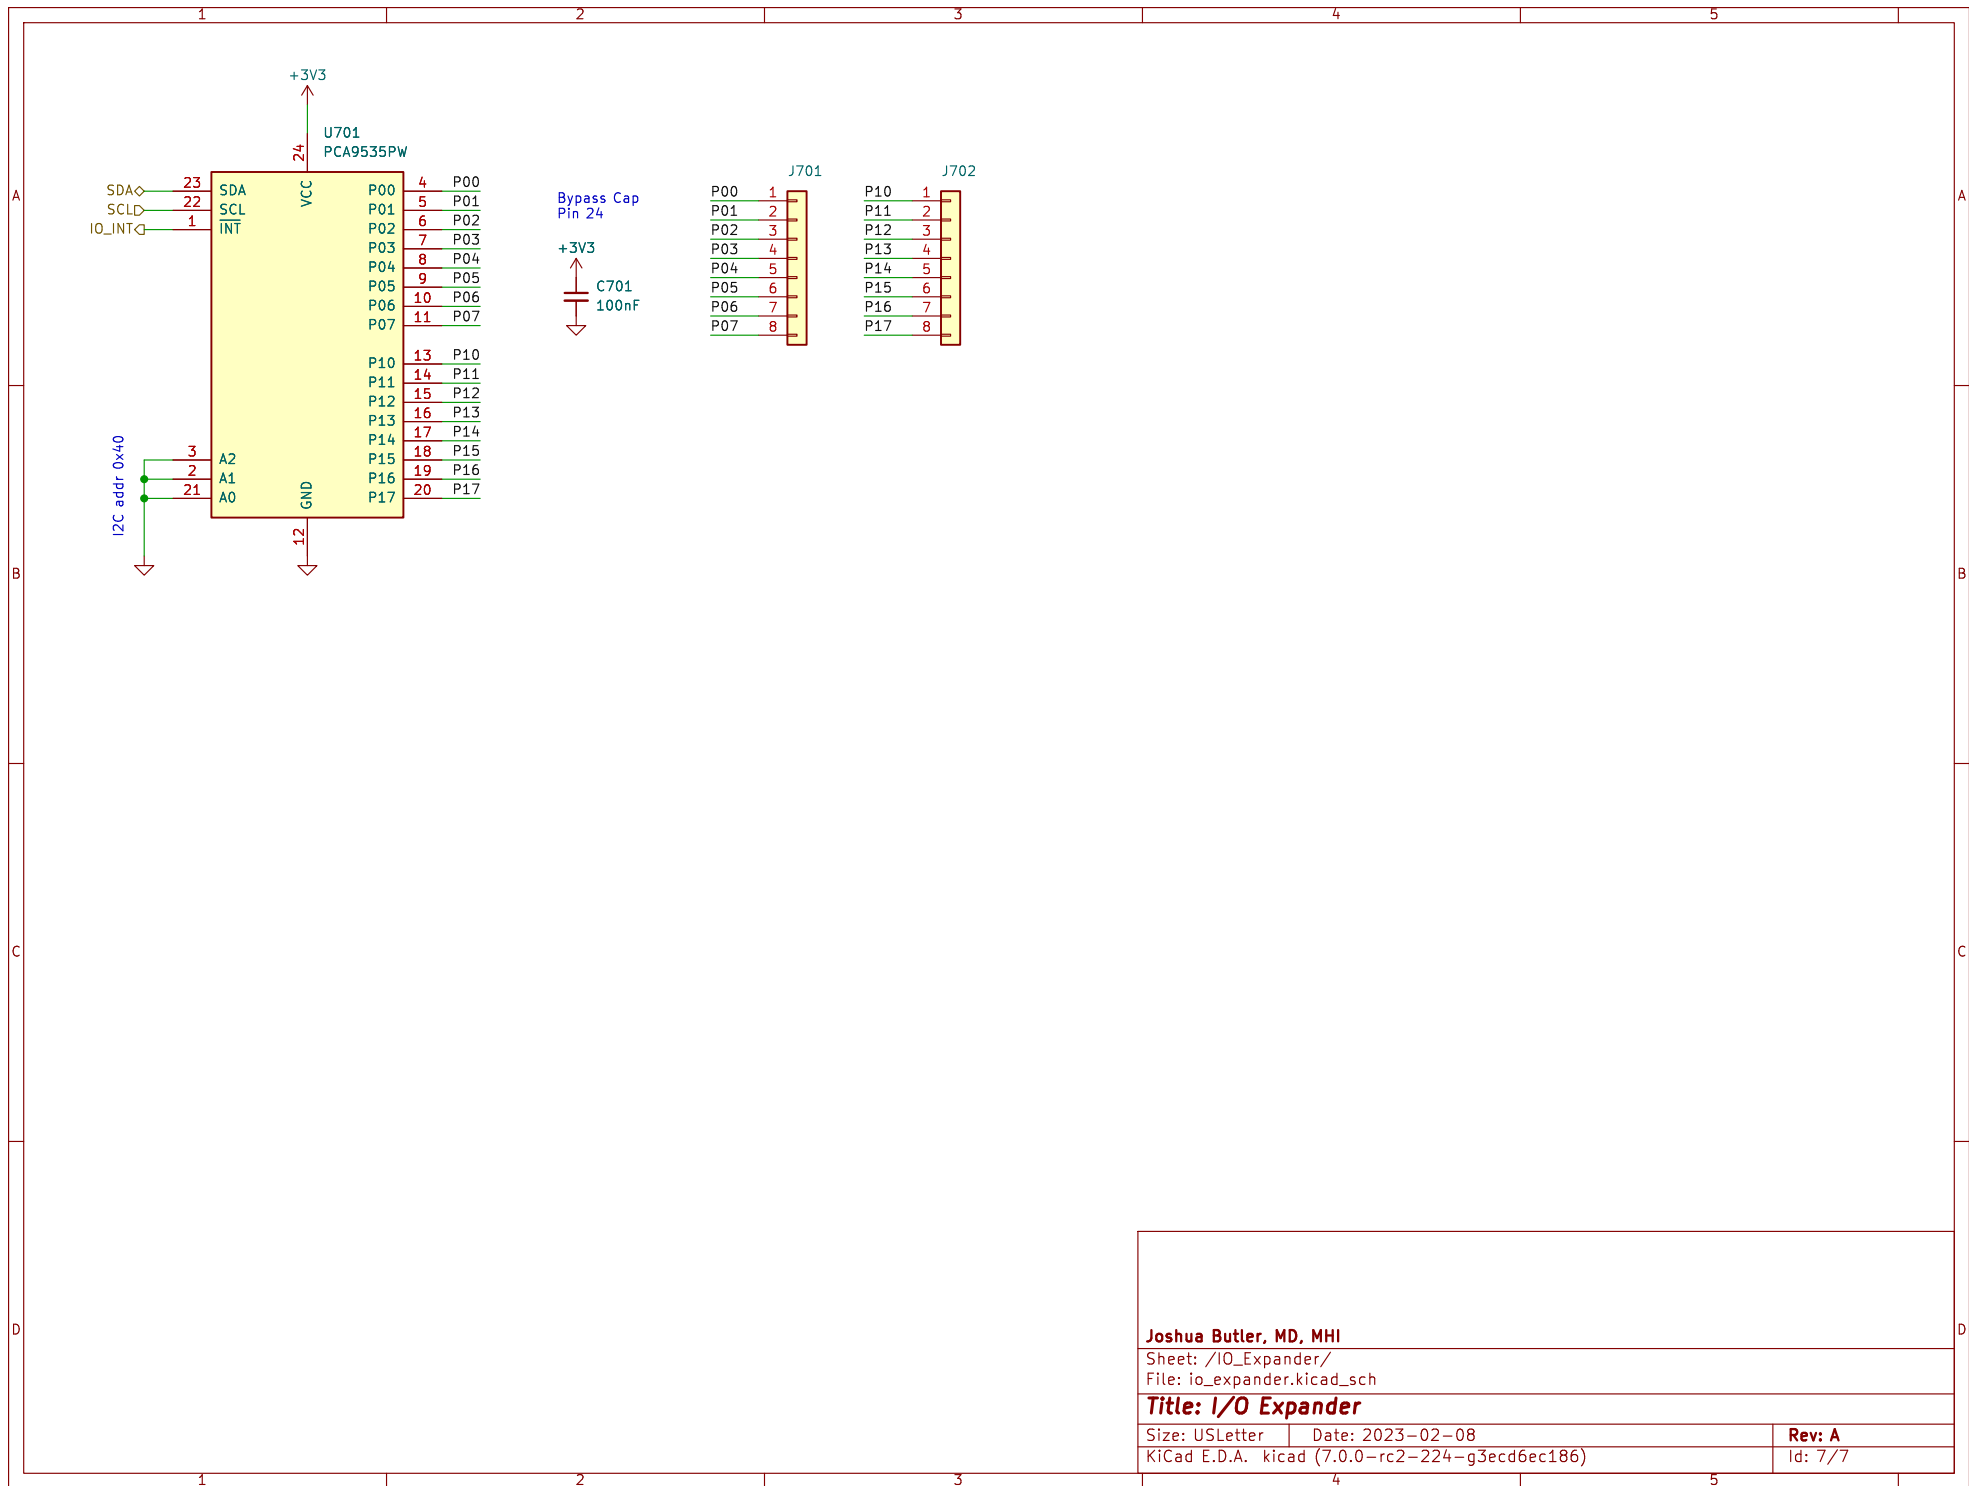 1 2 3 4 5
A A
B B
C C
D D
+3V3
U701
PCA9535PW
24
VCC
SDA 23 SDA
SCL 22 SCL
IO_INT 1 INT
P00 4 P00
P01 5 P01
P02 6 P02
P03 7 P03
P04 8 P04
P05 9 P05
P06 10 P06
P07 11 P07
P10 13 P10
P11 14 P11
P12 15 P12
P13 16 P13
P14 17 P14
P15 18 P15
P16 19 P16
P17 20 P17
3 A2
2 A1
21 A0
I2C addr 0x40
GND
12
Bypass Cap
Pin 24
+3V3
C701
100nF
J701
P00 1
P01 2
P02 3
P03 4
P04 5
P05 6
P06 7
P07 8
J702
P10 1
P11 2
P12 3
P13 4
P14 5
P15 6
P16 7
P17 8
Joshua Butler, MD, MHI
Sheet: /IO_Expander/
File: io_expander.kicad_sch
Title: I/O Expander
Size: USLetter Date: 2023-02-08 Rev: A
KiCad E.D.A. kicad (7.0.0-rc2-224-g3ecd6ec186) Id: 7/7
1 2 3 4 5